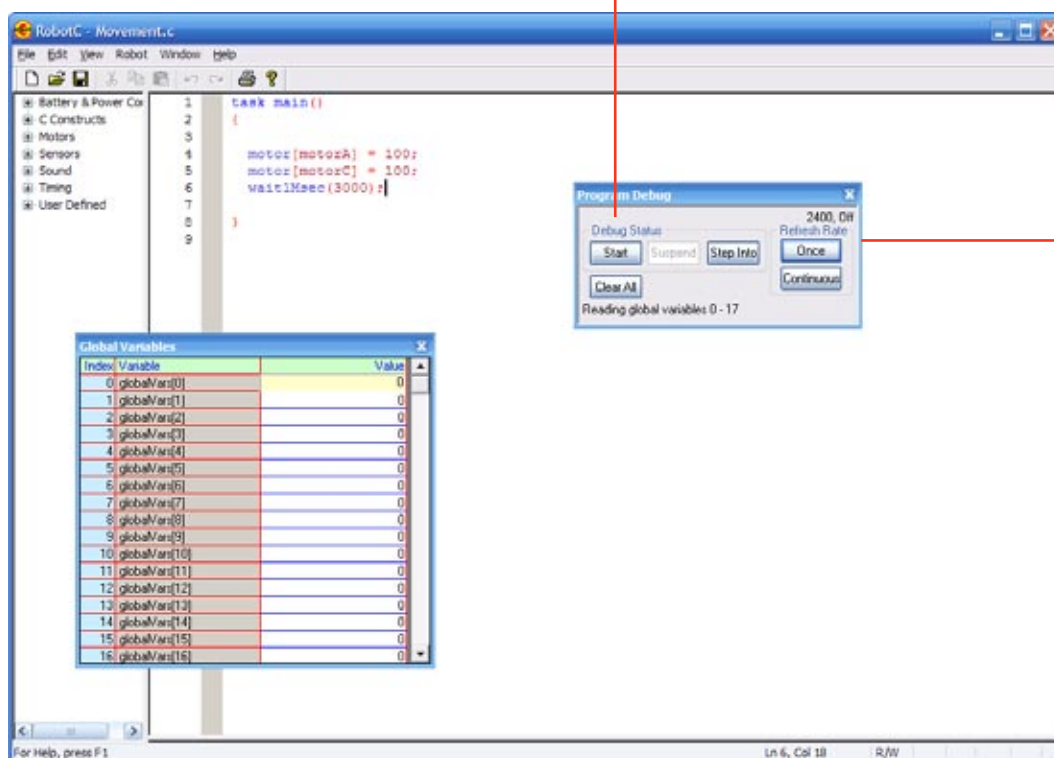 RobotC - Movement.c
File Edit View Robot Window Help
Battery & Power Co
C Constructs
Motors
Sensors
Sound
Timing
User Defined
1 task main()
2 {
3
4 motor[motorA] = 100;
5 motor[motorC] = 100;
6 wait1Msec(3000);
7
8 }
9
Program Debug
2400, Off
Debug Status Refresh Rate
Start Suspend Step Into Once
Clear All Continuous
Reading global variables 0 - 17
Global Variables
Index Variable Value
0 globalVars[0] 0
1 globalVars[1] 0
2 globalVars[2] 0
3 globalVars[3] 0
4 globalVars[4] 0
5 globalVars[5] 0
6 globalVars[6] 0
7 globalVars[7] 0
8 globalVars[8] 0
9 globalVars[9] 0
10 globalVars[10] 0
11 globalVars[11] 0
12 globalVars[12] 0
13 globalVars[13] 0
14 globalVars[14] 0
15 globalVars[15] 0
16 globalVars[16] 0
For Help, press F1 Ln 6, Col 18 R/W